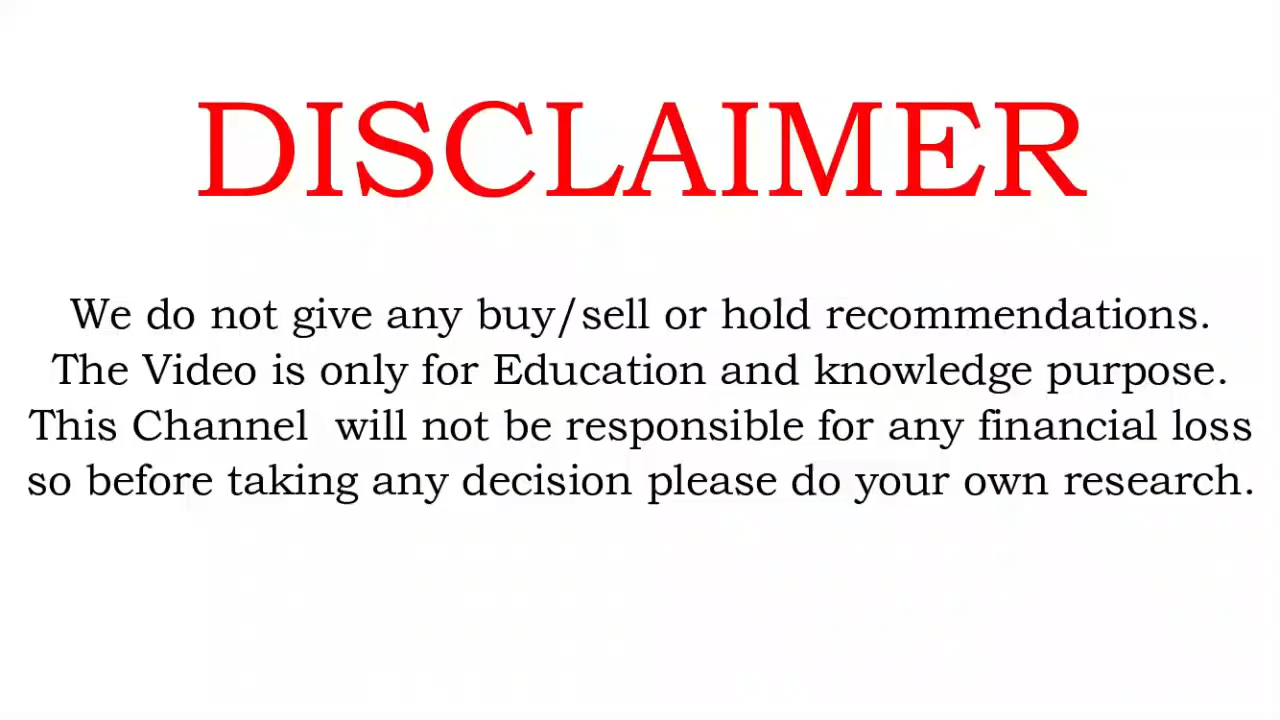 DISCLAIMER
We do not give any buy/sell or hold recommendations.
The Video is only for Education and knowledge purpose.
This Channel  will not be responsible for any financial loss
so before taking any decision please do your own research.